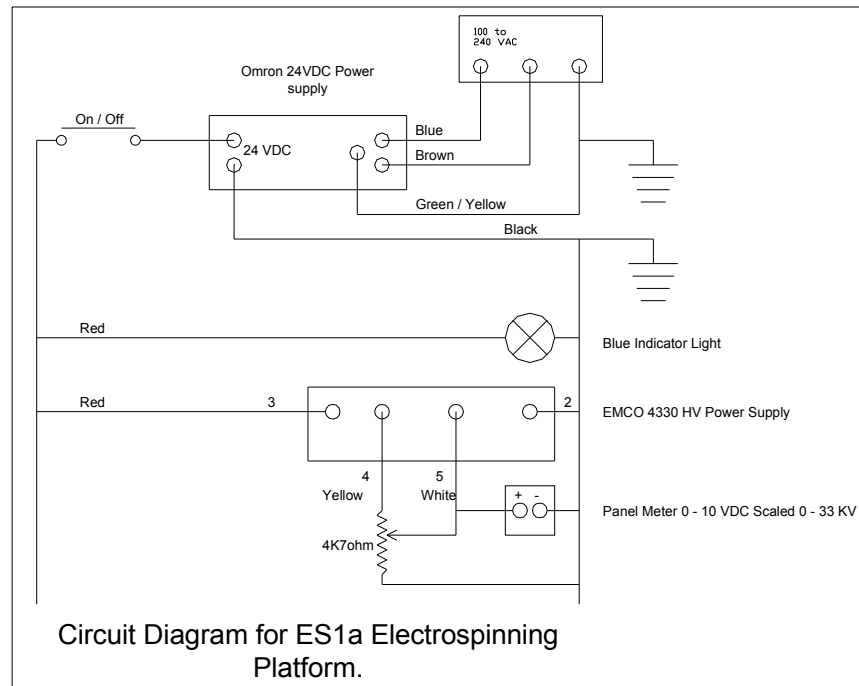 100 to
240 VAC
Omron 24VDC Power
supply
On / Off
24 VDC
Blue
Brown
Green / Yellow
Black
Red
Blue Indicator Light
Red
3
2
EMCO 4330 HV Power Supply
4
5
Yellow
White
+ -
Panel Meter 0 - 10 VDC Scaled 0 - 33 KV
4K7ohm
Circuit Diagram for ES1a Electrospinning
Platform.